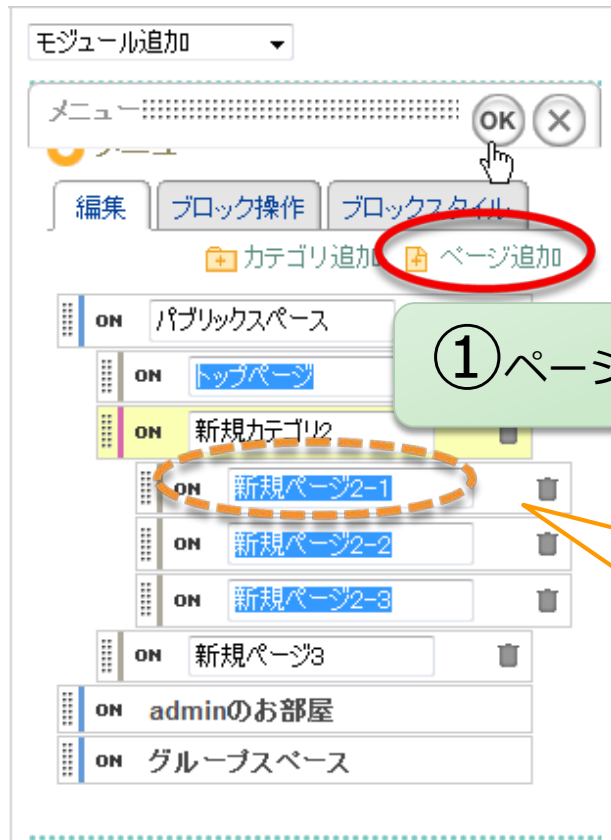 モジュール追加
メニュー
OK
編集 ブロック操作 ブロックスタイル
カテゴリ追加 ページ追加
ON パブリックスペース
①ページ
ON トップページ
ON 新規カテゴリ2
ON 新規ページ2-1
ON 新規ページ2-2
ON 新規ページ2-3
ON 新規ページ3
ON adminのお部屋
ON グループスペース